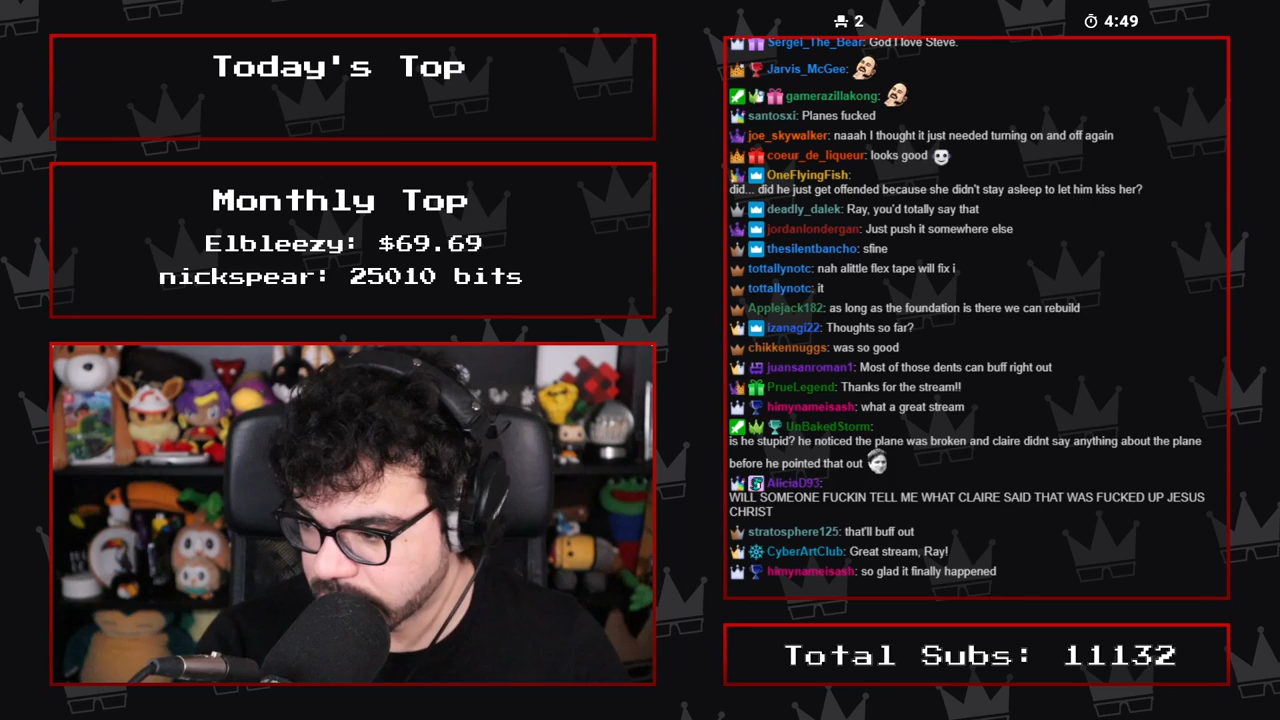 Today's Top
Monthly Top
Elbleezy: $69.69
nickspear: 25010 bits
2
4:49
Sergei_The_Bear: God I love Steve.
Jarvis_McGee:
gamerazillakong:
santosxi: Planes fucked
joe_skywalker: naaah I thought it just needed turning on and off again
coeur_de_liqueur: looks good
OneFlyingFish:
did... did he just get offended because she didn't stay asleep to let him kiss her?
deadly_dalek: Ray, you'd totally say that
jordanlondergan: Just push it somewhere else
thesilentbancho: sfine
tottallynotc: nah alittle flex tape will fix i
tottallynotc: it
Applejack182: as long as the foundation is there we can rebuild
izanagi22: Thoughts so far?
chikkennuggs: was so good
juansanroman1: Most of those dents can buff right out
PrueLegend: Thanks for the stream!!
himynameisash: what a great stream
UnBakedStorm:
is he stupid? he noticed the plane was broken and claire didnt say anything about the plane
before he pointed that out
AliciaD93:
WILL SOMEONE FUCKIN TELL ME WHAT CLAIRE SAID THAT WAS FUCKED UP JESUS
CHRIST
stratosphere125: that'll buff out
CyberArtClub: Great stream, Ray!
himynameisash: so glad it finally happened
Total Subs: 11132